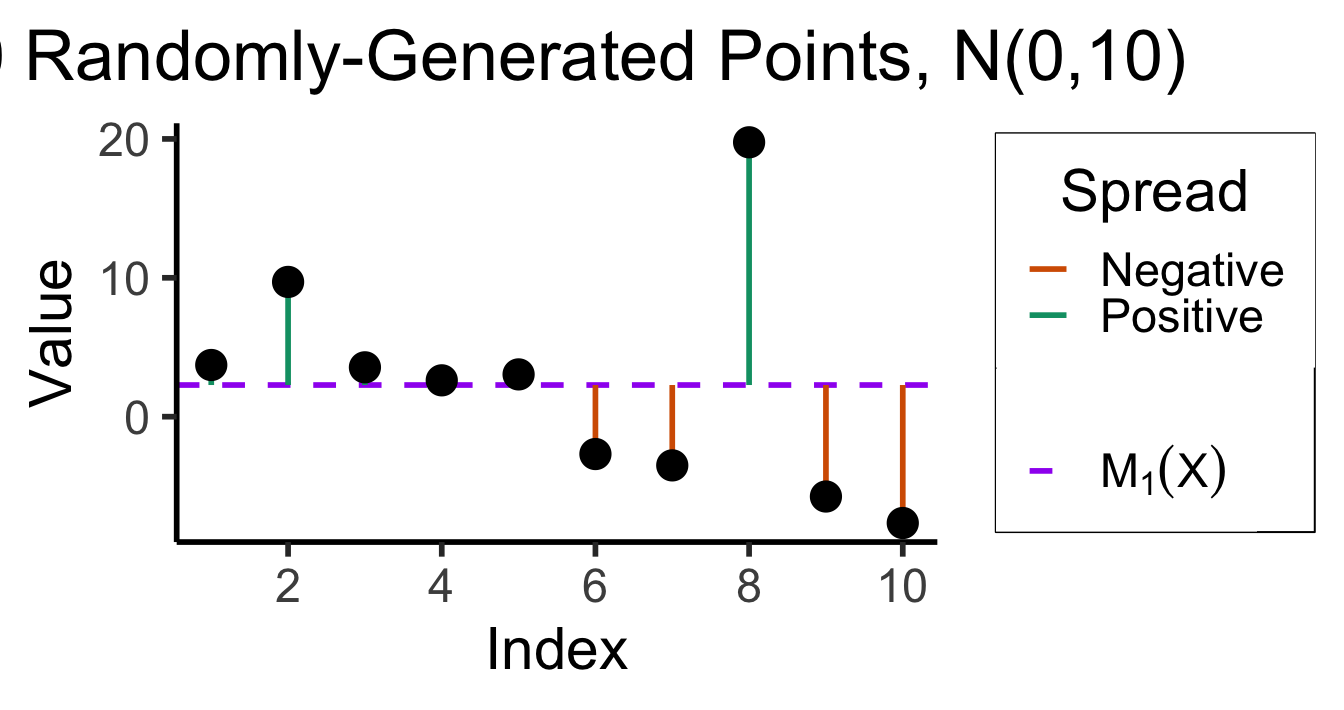 ) Randomly-Generated Points, N(0,10)
20
10
0
Value
2 4 6 8 10
Index
Spread
Negative
Positive
M₁(X)